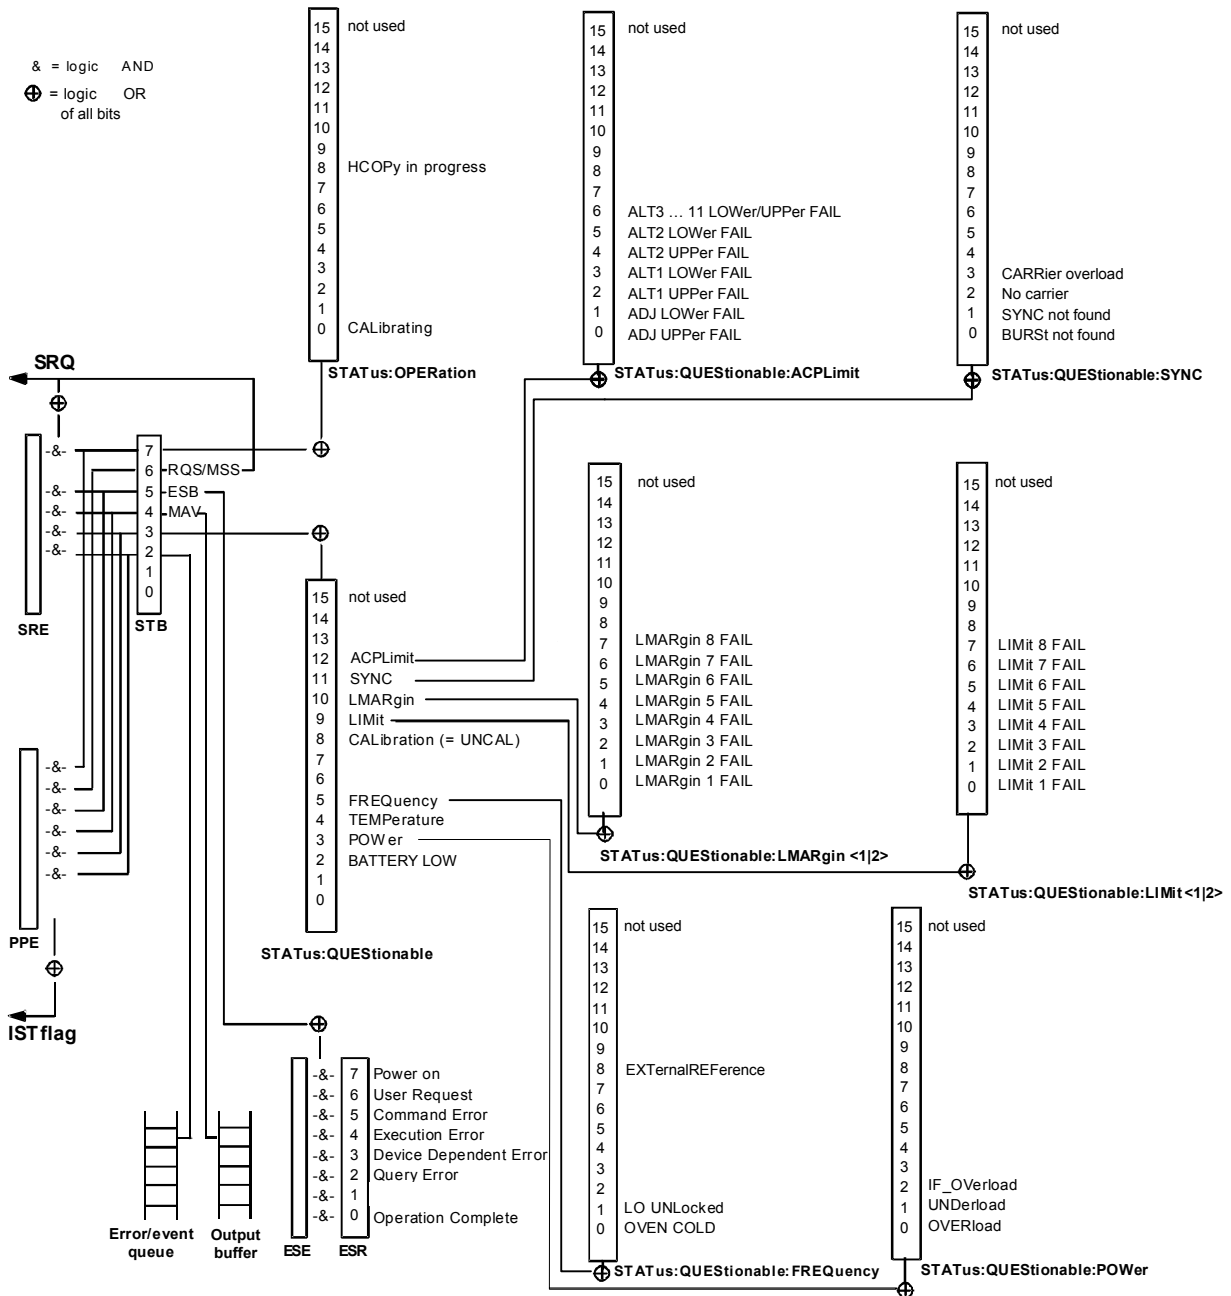 & = logic AND
⊕ = logic OR
of all bits
15 not used
14
13
12
11
10
9
8 HCOPy in progress
7
6
5
4
3
2
1
0 CALibrating
STATus:OPERation
15 not used
14
13
12
11
10
9
8
7
6 ALT3 ... 11 LOWer/UPPer FAIL
5 ALT2 LOWer FAIL
4 ALT2 UPPer FAIL
3 ALT1 LOWer FAIL
2 ALT1 UPPer FAIL
1 ADJ LOWer FAIL
0 ADJ UPPer FAIL
STATus:QUEStionable:ACPLimit
15 not used
14
13
12
11
10
9
8
7
6
5
4
3 CARRier overload
2 No carrier
1 SYNC not found
0 BURSt not found
STATus:QUEStionable:SYNC
SRQ
-&- 7
6 RQS/MSS
-&- 5 ESB
-&- 4 MAV
-&- 3
-&- 2
1
0
SRE
STB
15 not used
14
13
12 ACPLimit
11 SYNC
10 LMARgin
9 LIMit
8 CALibration (= UNCAL)
7
6
5 FREQuency
4 TEMPerature
3 POWer
2 BATTERY LOW
1
0
STATus:QUEStionable
15 not used
14
13
12
11
10
9
8
7 LMARgin 8 FAIL
6 LMARgin 7 FAIL
5 LMARgin 6 FAIL
4 LMARgin 5 FAIL
3 LMARgin 4 FAIL
2 LMARgin 3 FAIL
1 LMARgin 2 FAIL
0 LMARgin 1 FAIL
STATus:QUEStionable:LMARgin <1|2>
15 not used
14
13
12
11
10
9
8
7 LIMit 8 FAIL
6 LIMit 7 FAIL
5 LIMit 6 FAIL
4 LIMit 5 FAIL
3 LIMit 4 FAIL
2 LIMit 3 FAIL
1 LIMit 2 FAIL
0 LIMit 1 FAIL
STATus:QUEStionable:LIMit <1|2>
-&-
-&-
-&-
-&-
-&-
-&-
PPE
IST flag
-&- 7 Power on
-&- 6 User Request
-&- 5 Command Error
-&- 4 Execution Error
-&- 3 Device Dependent Error
-&- 2 Query Error
-&- 1
-&- 0 Operation Complete
ESE
ESR
Error/event
queue
Output
buffer
15 not used
14
13
12
11
10
9
8 EXTernalREFerence
7
6
5
4
3
2
1 LO UNLocked
0 OVEN COLD
STATus:QUEStionable:FREQuency
15 not used
14
13
12
11
10
9
8
7
6
5
4
3
2 IF_OVerload
1 UNDerload
0 OVERload
STATus:QUEStionable:POWer